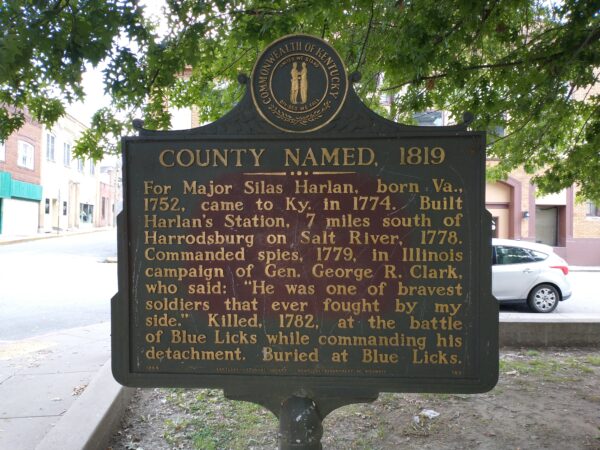 COMMONWEALTH OF KENTUCKY
COUNTY NAMED, 1819
For Major Silas Harlan, born Va.,
1752, came to Ky. in 1774. Built
Harlan's Station, 7 miles south of
Harrodsburg on Salt River, 1778.
Commanded spies, 1779, in Illinois
campaign of Gen. George R. Clark,
who said: "He was one of bravest
soldiers that ever fought by my
side." Killed, 1782, at the battle
of Blue Licks while commanding his
detachment. Buried at Blue Licks.